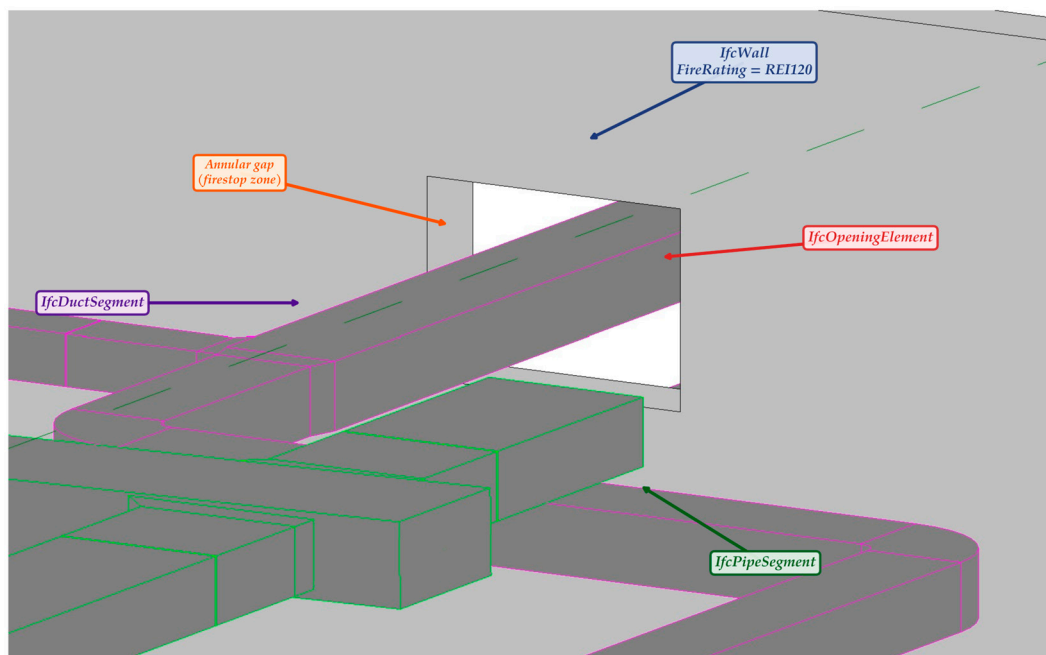 IfcWall
FireRating = REI120
Annular gap
(firestop zone)
IfcOpeningElement
IfcDuctSegment
IfcPipeSegment